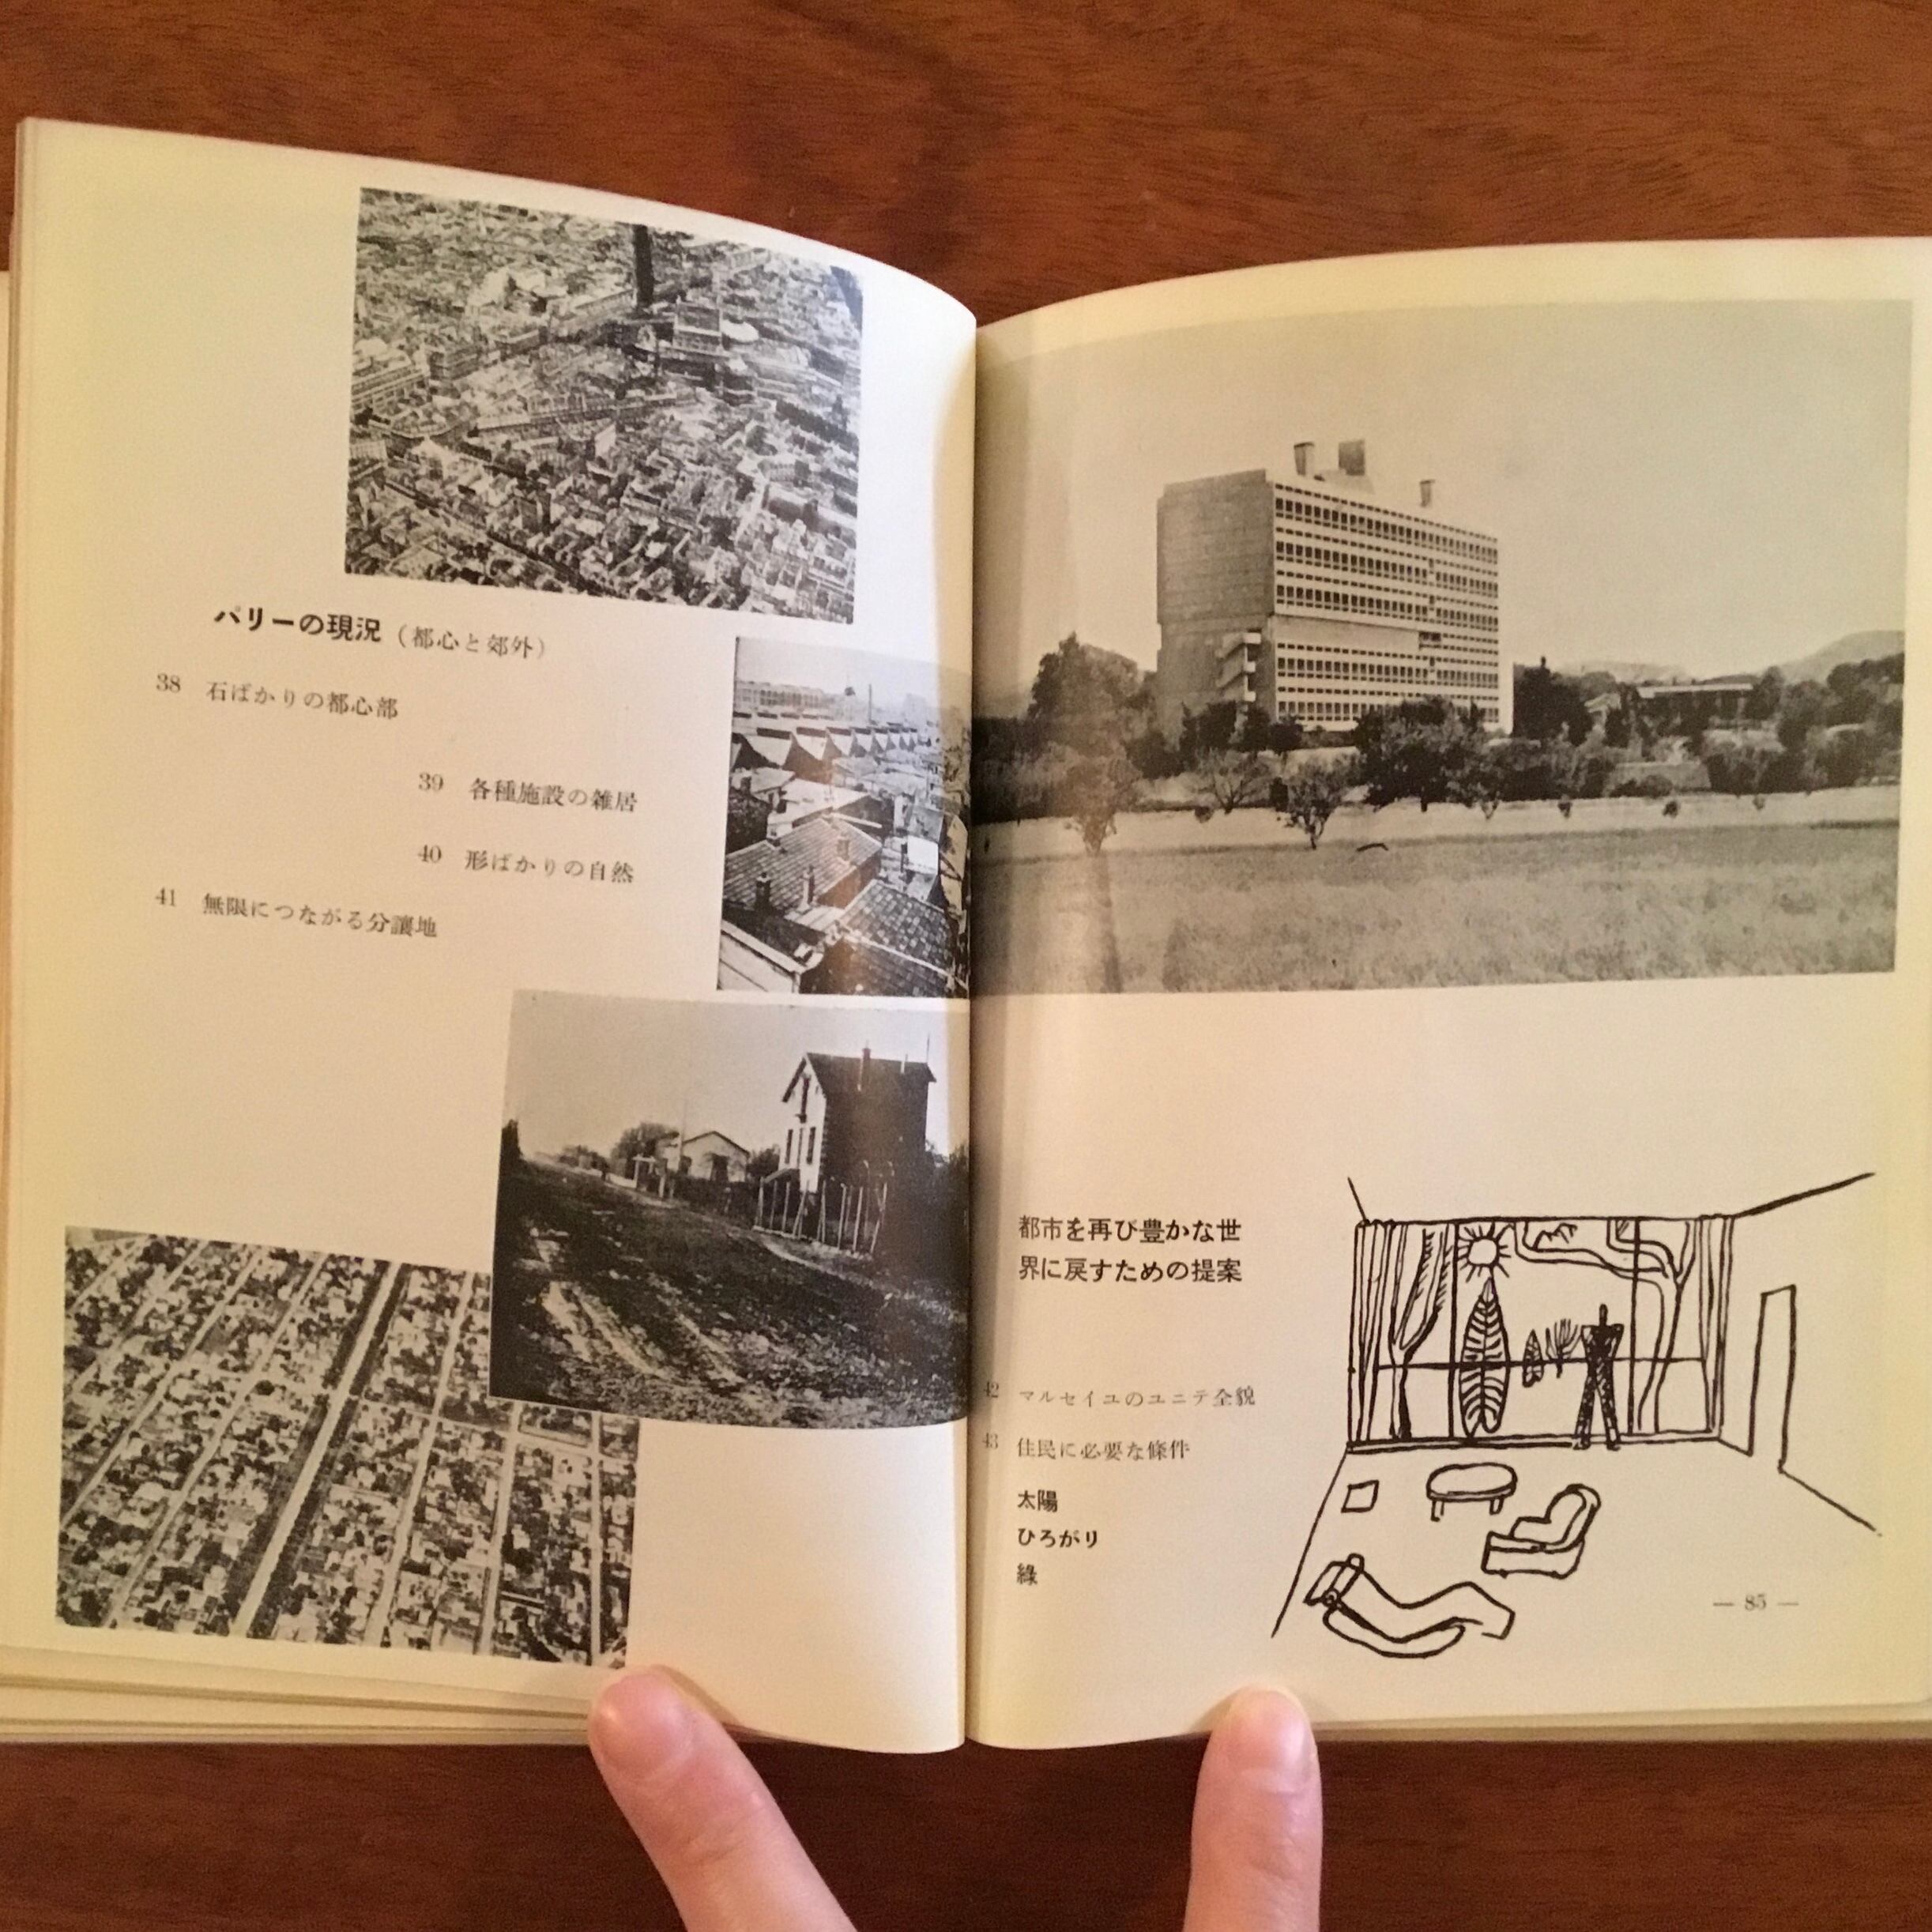 パリーの現況（都心と郊外）
38 石ばかりの都心部
39 各種施設の雑居
40 形ばかりの自然
41 無限につながる分譲地
都市を再び豊かな世
界に戻すための提案
42 マルセイユのユニテ全貌
43 住民に必要な條件
太陽
ひろがり
綠
— 85 —